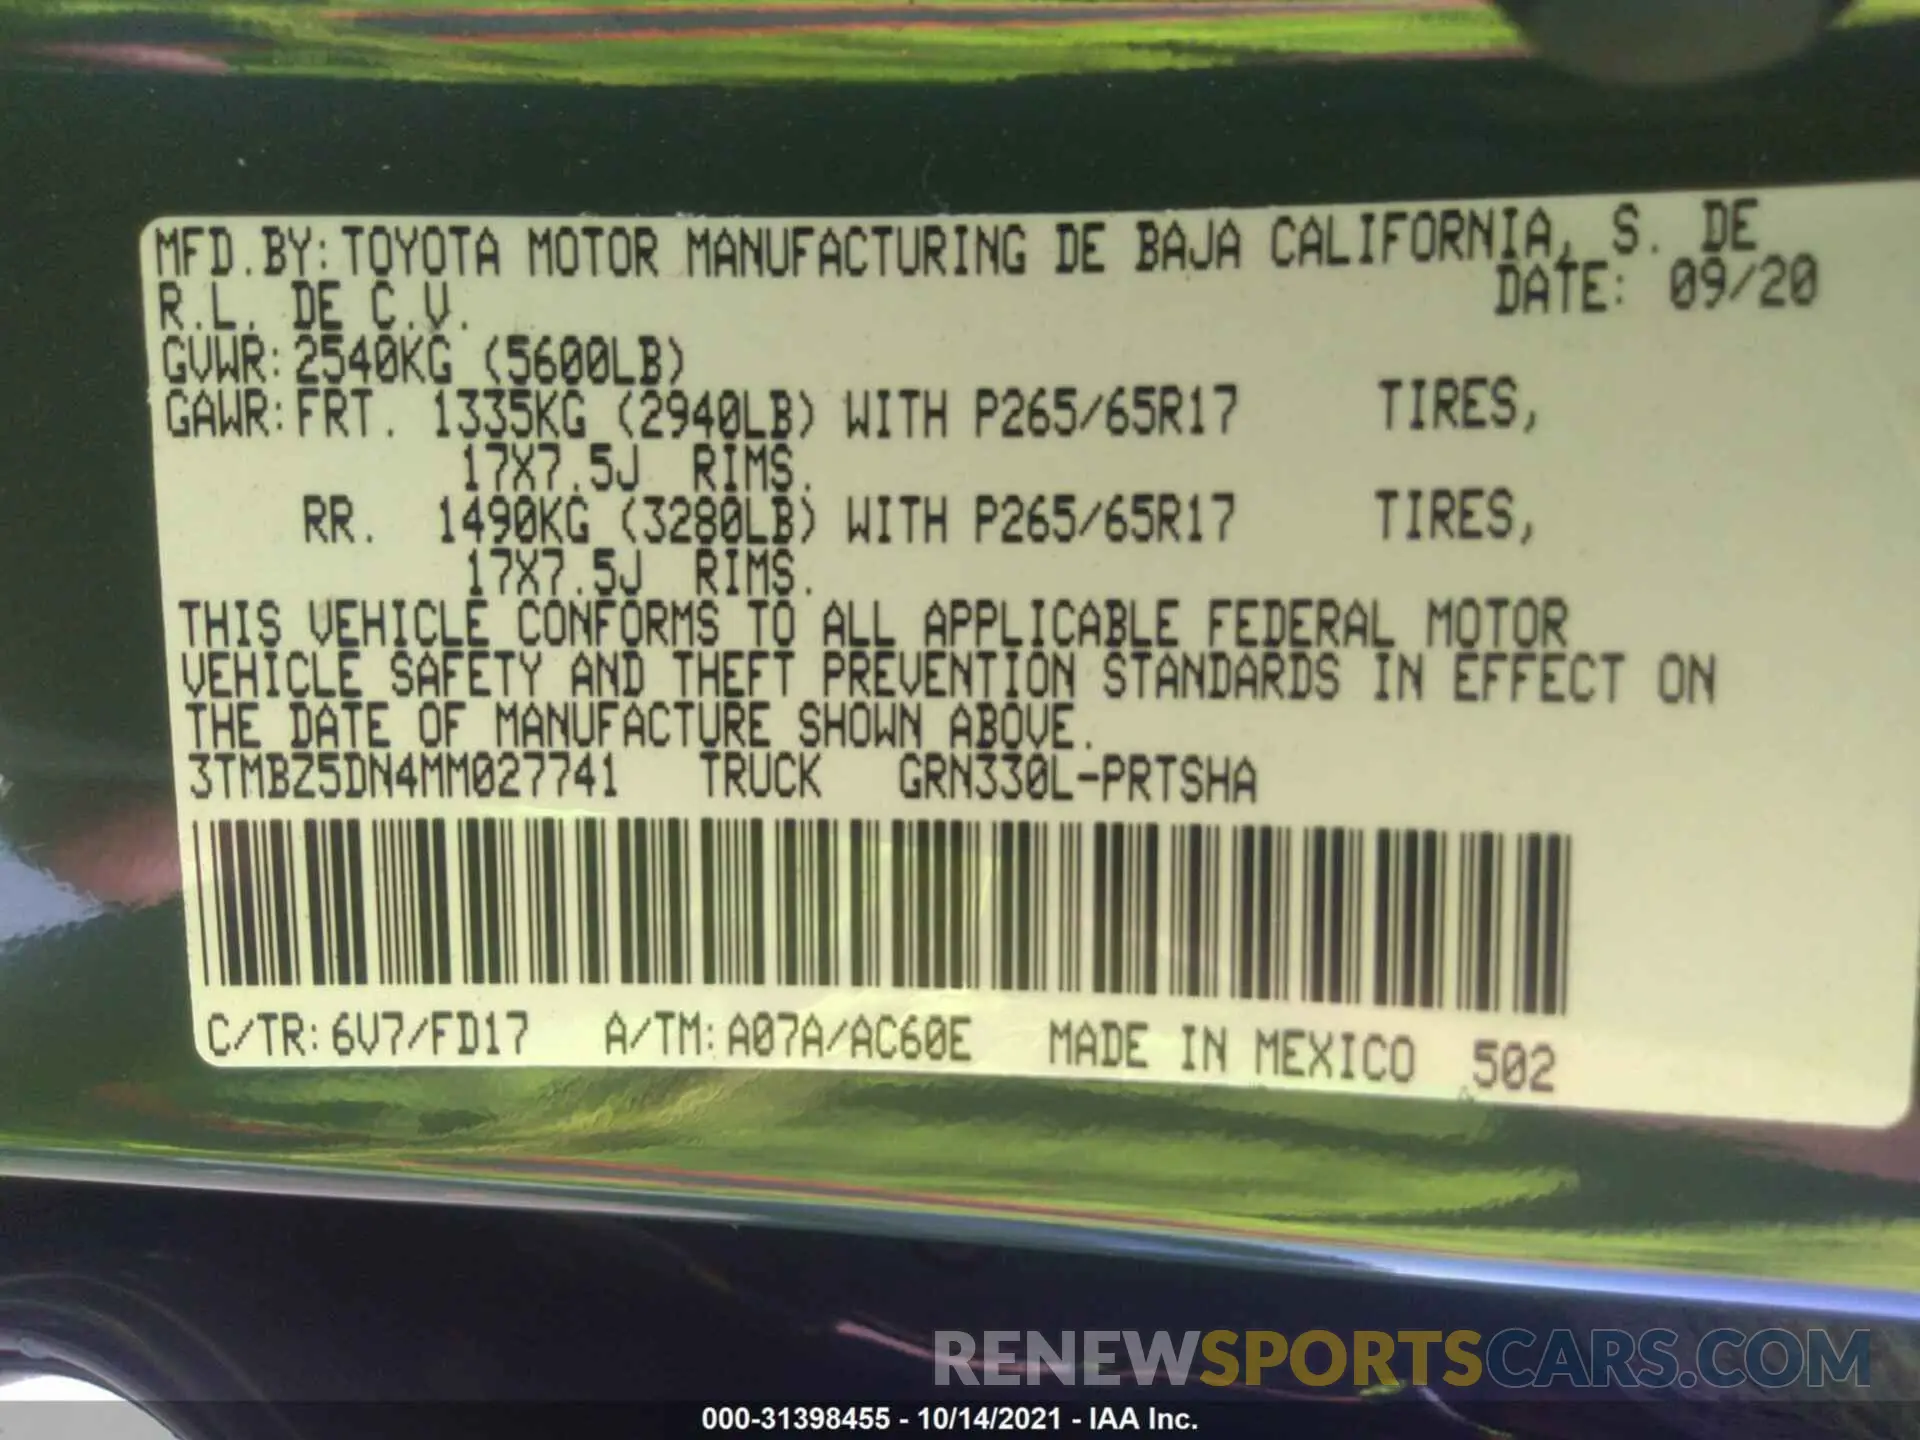 MFD.BY:TOYOTA MOTOR MANUFACTURING DE BAJA CALIFORNIA, S. DE
R.L. DE C.V. DATE: 09/20
GVWR:2540KG (5600LB)
GAWR:FRT. 1335KG (2940LB) WITH P265/65R17 TIRES,
17X7.5J RIMS.
RR. 1490KG (3280LB) WITH P265/65R17 TIRES,
17X7.5J RIMS.
THIS VEHICLE CONFORMS TO ALL APPLICABLE FEDERAL MOTOR
VEHICLE SAFETY AND THEFT PREVENTION STANDARDS IN EFFECT ON
THE DATE OF MANUFACTURE SHOWN ABOVE.
3TMBZ5DN4MM027741 TRUCK GRN330L-PRTSHA
C/TR:6V7/FD17 A/TM:A07A/AC60E MADE IN MEXICO 502
RENEWSPORTSCARS.COM
000-31398455 - 10/14/2021 - IAA Inc.